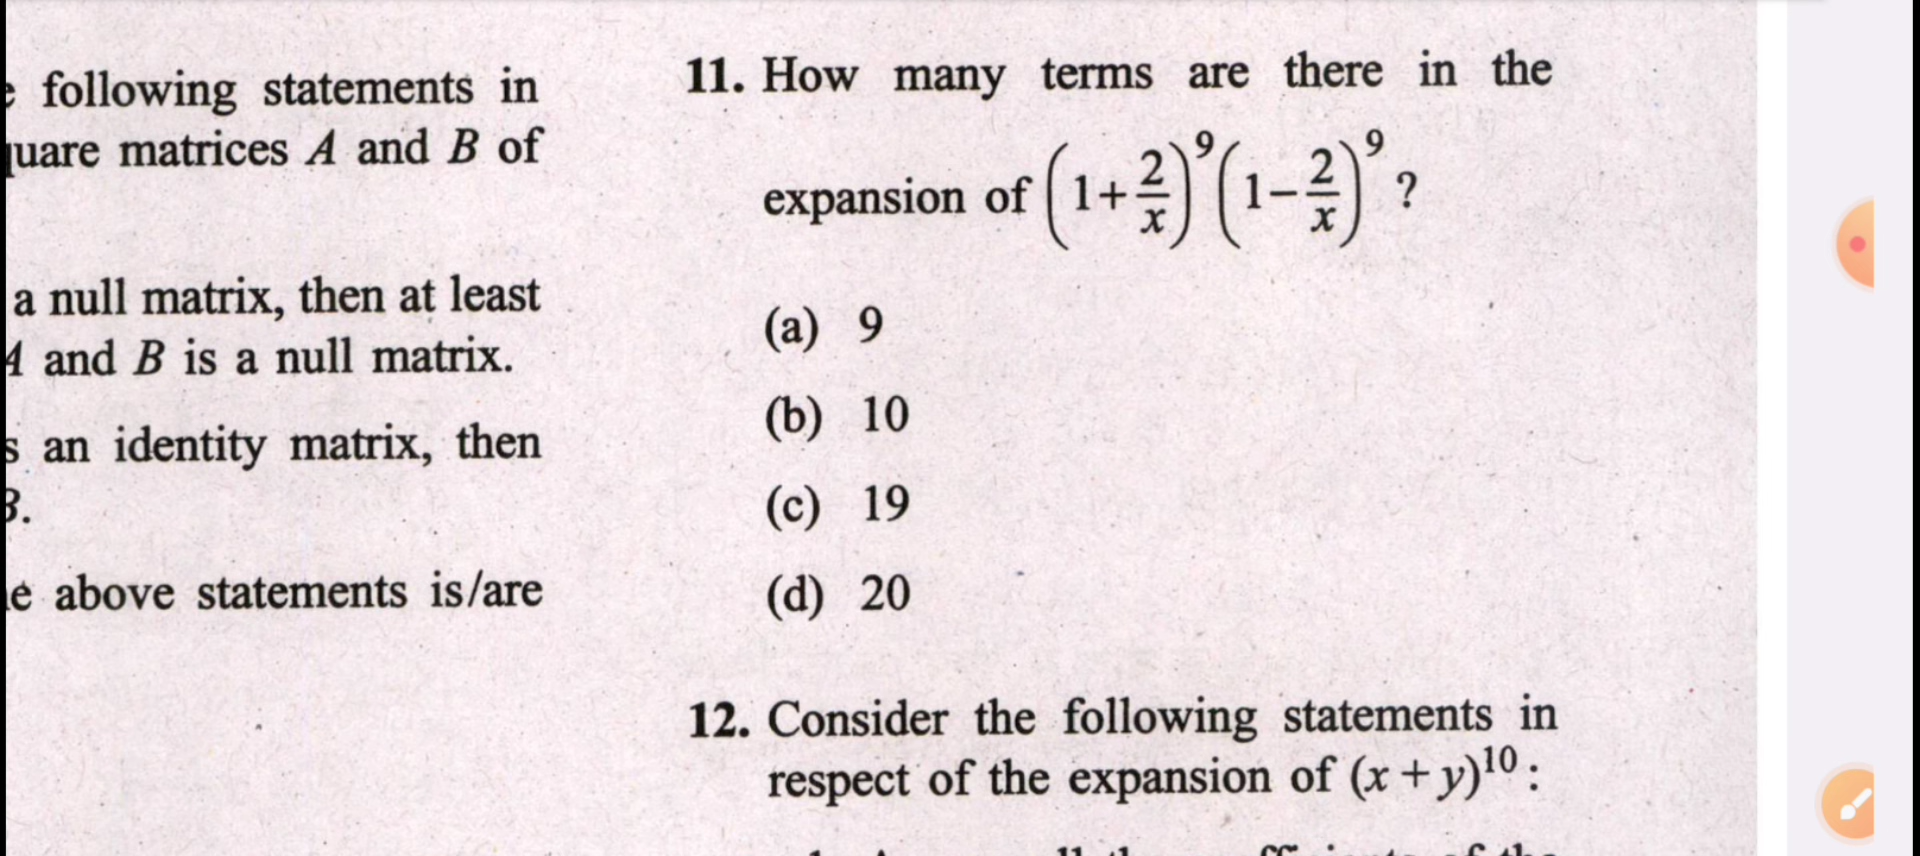 following statements in
quare matrices A and B of
a null matrix, then at least
A and B is a null matrix.
s an identity matrix, then
B.
e above statements is/are
11. How many terms are there in the
expansion of (1+2/x)^9 (1−2/x)^9 ?
(a) 9
(b) 10
(c) 19
(d) 20
12. Consider the following statements in
respect of the expansion of (x + y)^10 :